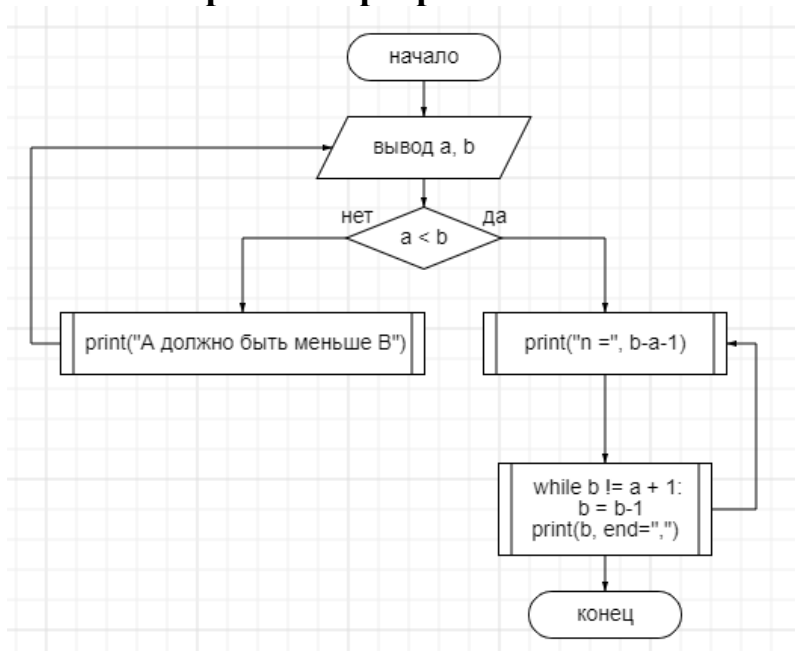 начало
вывод a, b
нет
да
a < b
print("А должно быть меньше В")
print("n =", b-a-1)
while b != a + 1:
b = b-1
print(b, end=",")
конец